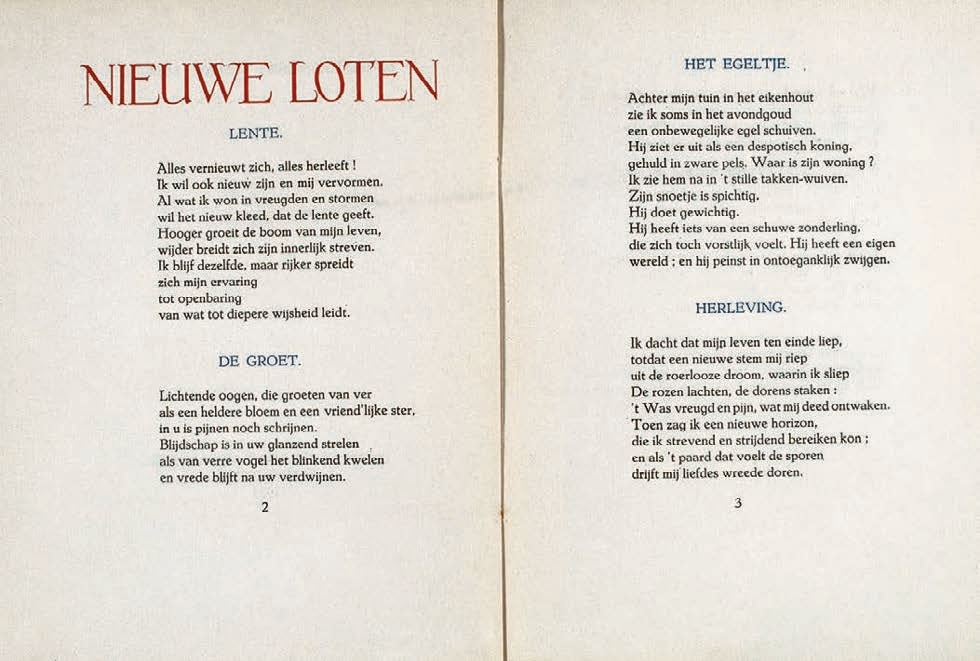 NIEUWE LOTEN
LENTE.
Alles vernieuwt zich, alles herleeft !
Ik wil ook nieuw zijn en mij vervormen.
Al wat ik won in vreugden en stormen
wil het nieuw kleed, dat de lente geeft.
Hooger groeit de boom van mijn leven,
wijder breidt zich zijn innerlijk streven.
Ik blijf dezelfde, maar rijker spreidt
zich mijn ervaring
tot openbaring
van wat tot diepere wijsheid leidt.
DE GROET.
Lichtende oogen, die groeten van ver
als een heldere bloem en een vriend'lijke ster,
in u is pijnen noch schrijnen.
Blijdschap is in uw glanzend strelen
als van verre vogel het blinkend kwelen
en vrede blijft na uw verdwijnen.
2
HET EGELTJE.
Achter mijn tuin in het eikenhout
zie ik soms in het avondgoud
een onbewegelijke egel schuiven.
Hij ziet er uit als een despotisch koning,
gehuld in zware pels. Waar is zijn woning ?
Ik zie hem na in 't stille takken-wuiven.
Zijn snoetje is spichtig.
Hij doet gewichtig.
Hij heeft iets van een schuwe zonderling,
die zich toch vorstlijk voelt. Hij heeft een eigen
wereld ; en hij peinst in ontoeganklijk zwijgen.
HERLEVING.
Ik dacht dat mijn leven ten einde liep,
totdat een nieuwe stem mij riep
uit de roerlooze droom, waarin ik sliep
De rozen lachten, de dorens staken :
't Was vreugd en pijn, wat mij deed ontwaken.
Toen zag ik een nieuwe horizon,
die ik strevend en strijdend bereiken kon ;
en als 't paard dat voelt de sporen
drijft mij liefdes wreede doren.
3